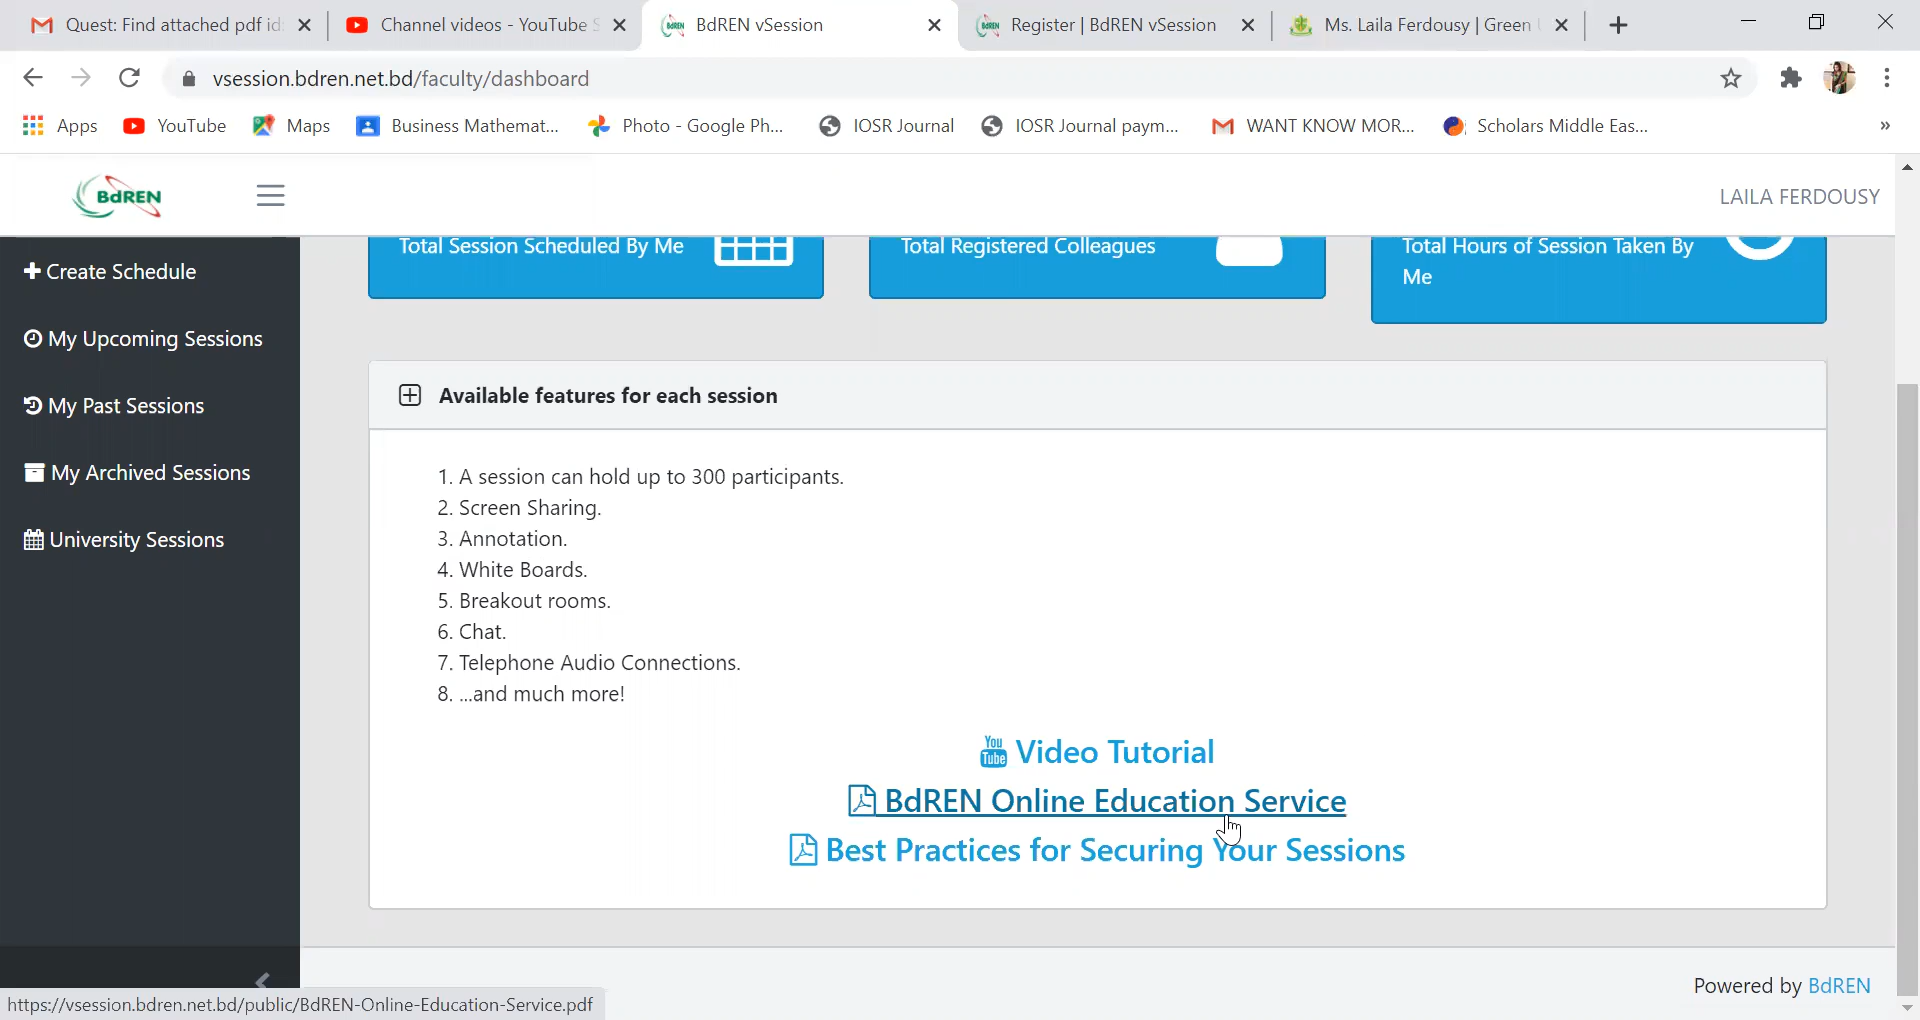 Quest: Find attached pdf id
Channel videos - YouTube S
BdREN vSession
Register | BdREN vSession
Ms. Laila Ferdousy | Green U
vsession.bdren.net.bd/faculty/dashboard
Apps
YouTube
Maps
Business Mathemat...
Photo - Google Ph...
IOSR Journal
IOSR Journal paym...
WANT KNOW MOR...
Scholars Middle Eas...
»
BdREN
LAILA FERDOUSY
Create Schedule
My Upcoming Sessions
My Past Sessions
My Archived Sessions
University Sessions
Total Session Scheduled By Me
Total Registered Colleagues
Total Hours of Session Taken By
Me
Available features for each session
1. A session can hold up to 300 participants.
2. Screen Sharing.
3. Annotation.
4. White Boards.
5. Breakout rooms.
6. Chat.
7. Telephone Audio Connections.
8. ...and much more!
You Tube Video Tutorial
BdREN Online Education Service
Best Practices for Securing Your Sessions
Powered by BdREN
https://vsession.bdren.net.bd/public/BdREN-Online-Education-Service.pdf